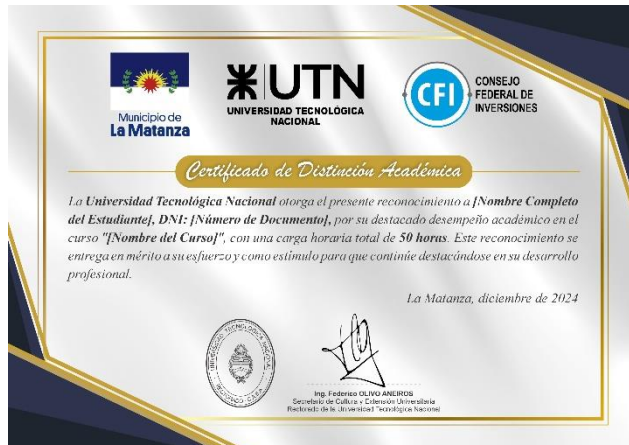 Municipio de
La Matanza
UTN
UNIVERSIDAD TECNOLÓGICA
NACIONAL
CFI
CONSEJO
FEDERAL DE
INVERSIONES
Certificado de Distinción Académica
La Universidad Tecnológica Nacional otorga el presente reconocimiento a [Nombre Completo
del Estudiante], DNI: [Número de Documento], por su destacado desempeño académico en el
curso "[Nombre del Curso]", con una carga horaria total de 50 horas. Este reconocimiento se
entrega en mérito a su esfuerzo y como estímulo para que continúe destacándose en su desarrollo
profesional.
La Matanza, diciembre de 2024
UNIVERSIDAD TECNOLOGICA NACIONAL
RECTORADO
Ing. Federico OLIVO ANEIROS
Secretario de Cultura y Extensión Universitaria
Rectorado de la Universidad Tecnológica Nacional